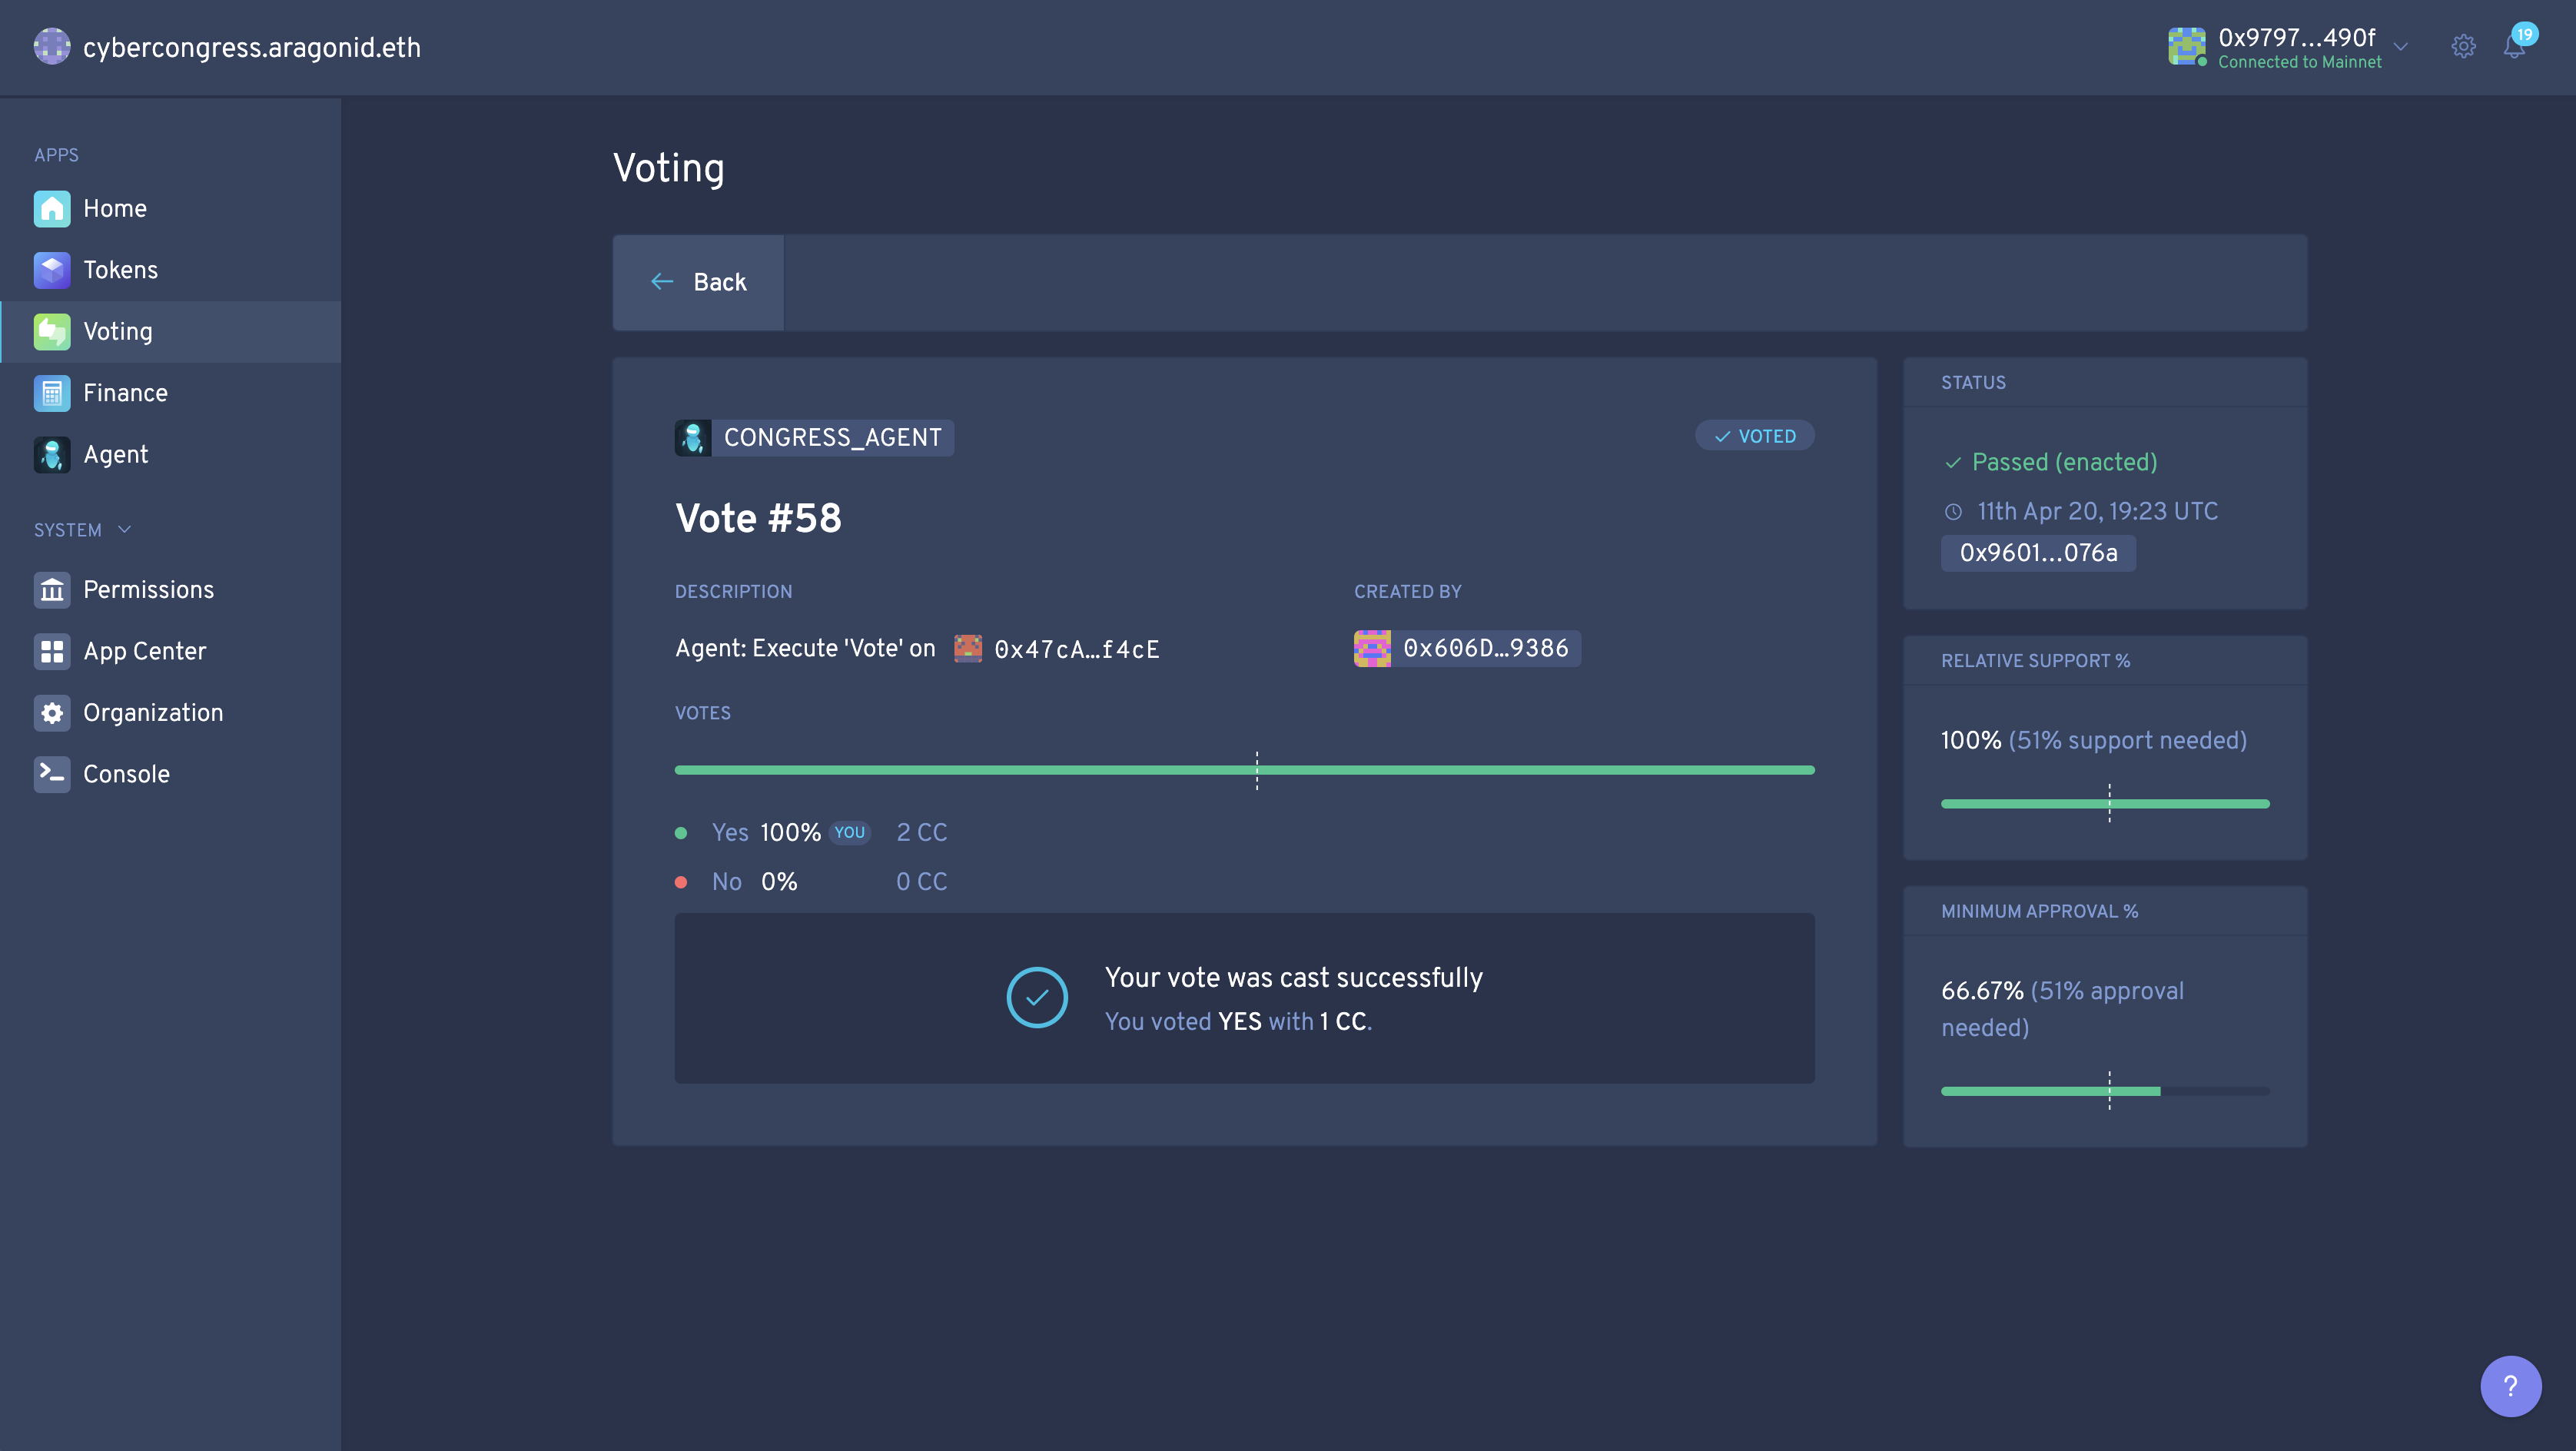 cybercongress.aragonid.eth
0x9797...490f
Connected to Mainnet
19
APPS
Home
Tokens
Voting
Finance
Agent
SYSTEM
Permissions
App Center
Organization
Console
Voting
Back
CONGRESS_AGENT
VOTED
Vote #58
DESCRIPTION
Agent: Execute 'Vote' on 0x47cA…f4cE
CREATED BY
0x606D…9386
VOTES
Yes 100% YOU 2 CC
No 0% 0 CC
Your vote was cast successfully
You voted YES with 1 CC.
STATUS
Passed (enacted)
11th Apr 20, 19:23 UTC
0x9601...076a
RELATIVE SUPPORT %
100% (51% support needed)
MINIMUM APPROVAL %
66.67% (51% approval
needed)
?